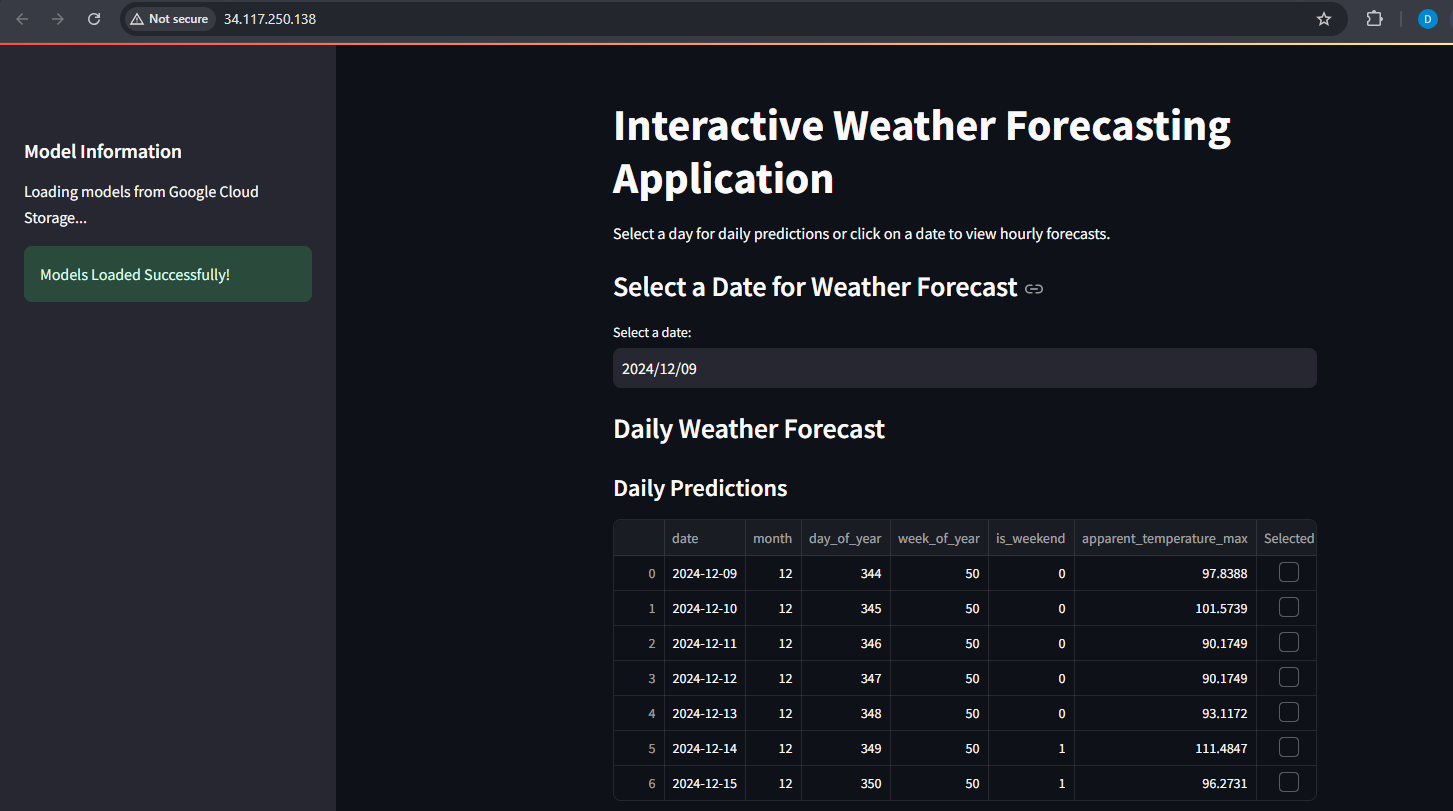 Not secure 34.117.250.138 D
Model Information
Loading models from Google Cloud
Storage...
Models Loaded Successfully!
Interactive Weather Forecasting
Application
Select a day for daily predictions or click on a date to view hourly forecasts.
Select a Date for Weather Forecast
Select a date:
2024/12/09
Daily Weather Forecast
Daily Predictions
date month day_of_year week_of_year is_weekend apparent_temperature_max Selected
0 2024-12-09 12 344 50 0 97.8388
1 2024-12-10 12 345 50 0 101.5739
2 2024-12-11 12 346 50 0 90.1749
3 2024-12-12 12 347 50 0 90.1749
4 2024-12-13 12 348 50 0 93.1172
5 2024-12-14 12 349 50 1 111.4847
6 2024-12-15 12 350 50 1 96.2731